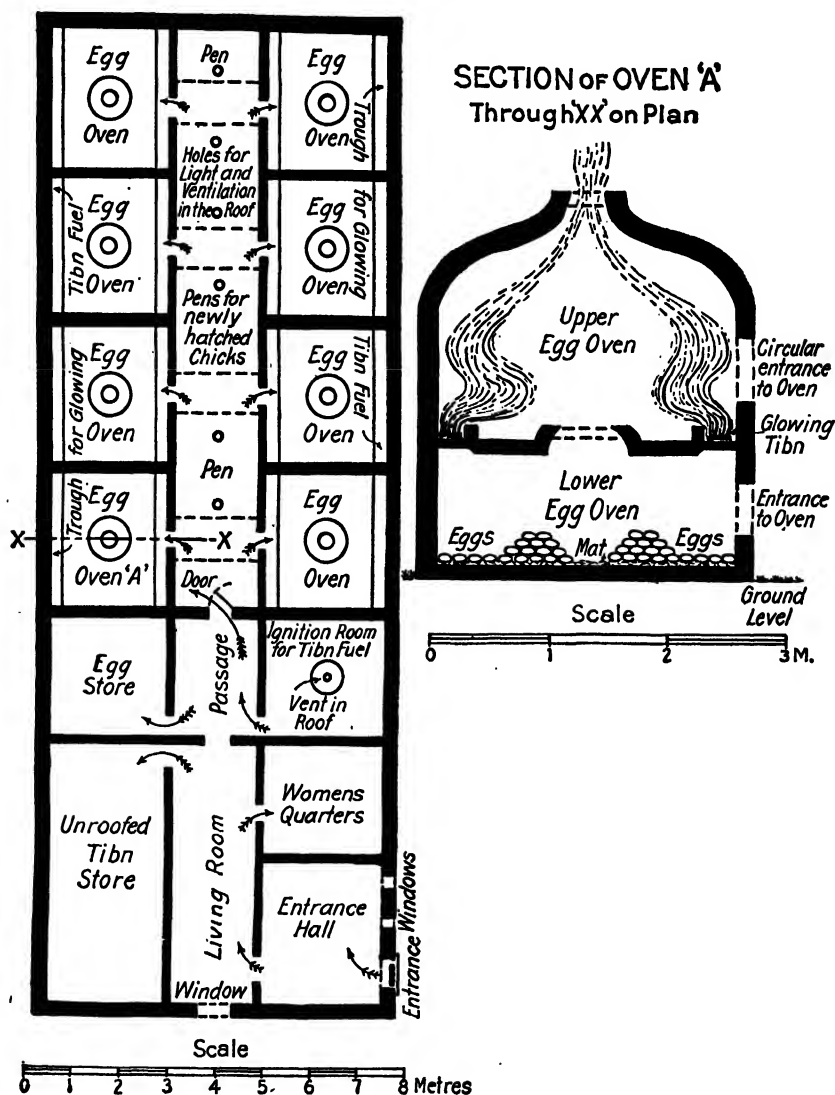 Egg
Oven
Pen
Egg
Oven
Trough
Holes for
Light and
Ventilation
in the Roof
Tibn Fuel
Egg
Oven
Egg
Oven
for Glowing
Pens for
newly
hatched
Chicks
for Glowing
Egg
Oven
Egg
Oven
Tibn Fuel
Pen
Trough
Egg
Oven 'A'
X
X
Egg
Oven
Door
Passage
Egg
Store
Ignition Room
for Tibn Fuel
Vent in
Roof
Unroofed
Tibn
Store
Living Room
Womens
Quarters
Entrance
Hall
Windows
Entrance
Window
Scale
0 1 2 3 4 5 6 7 8 Metres
SECTION OF OVEN 'A'
Through 'XX' on Plan
Upper
Egg Oven
Circular
entrance
to Oven
Glowing
Tibn
Lower
Egg Oven
Entrance
to Oven
Eggs
Mat
Eggs
Ground
Level
Scale
0 1 2 3 M.